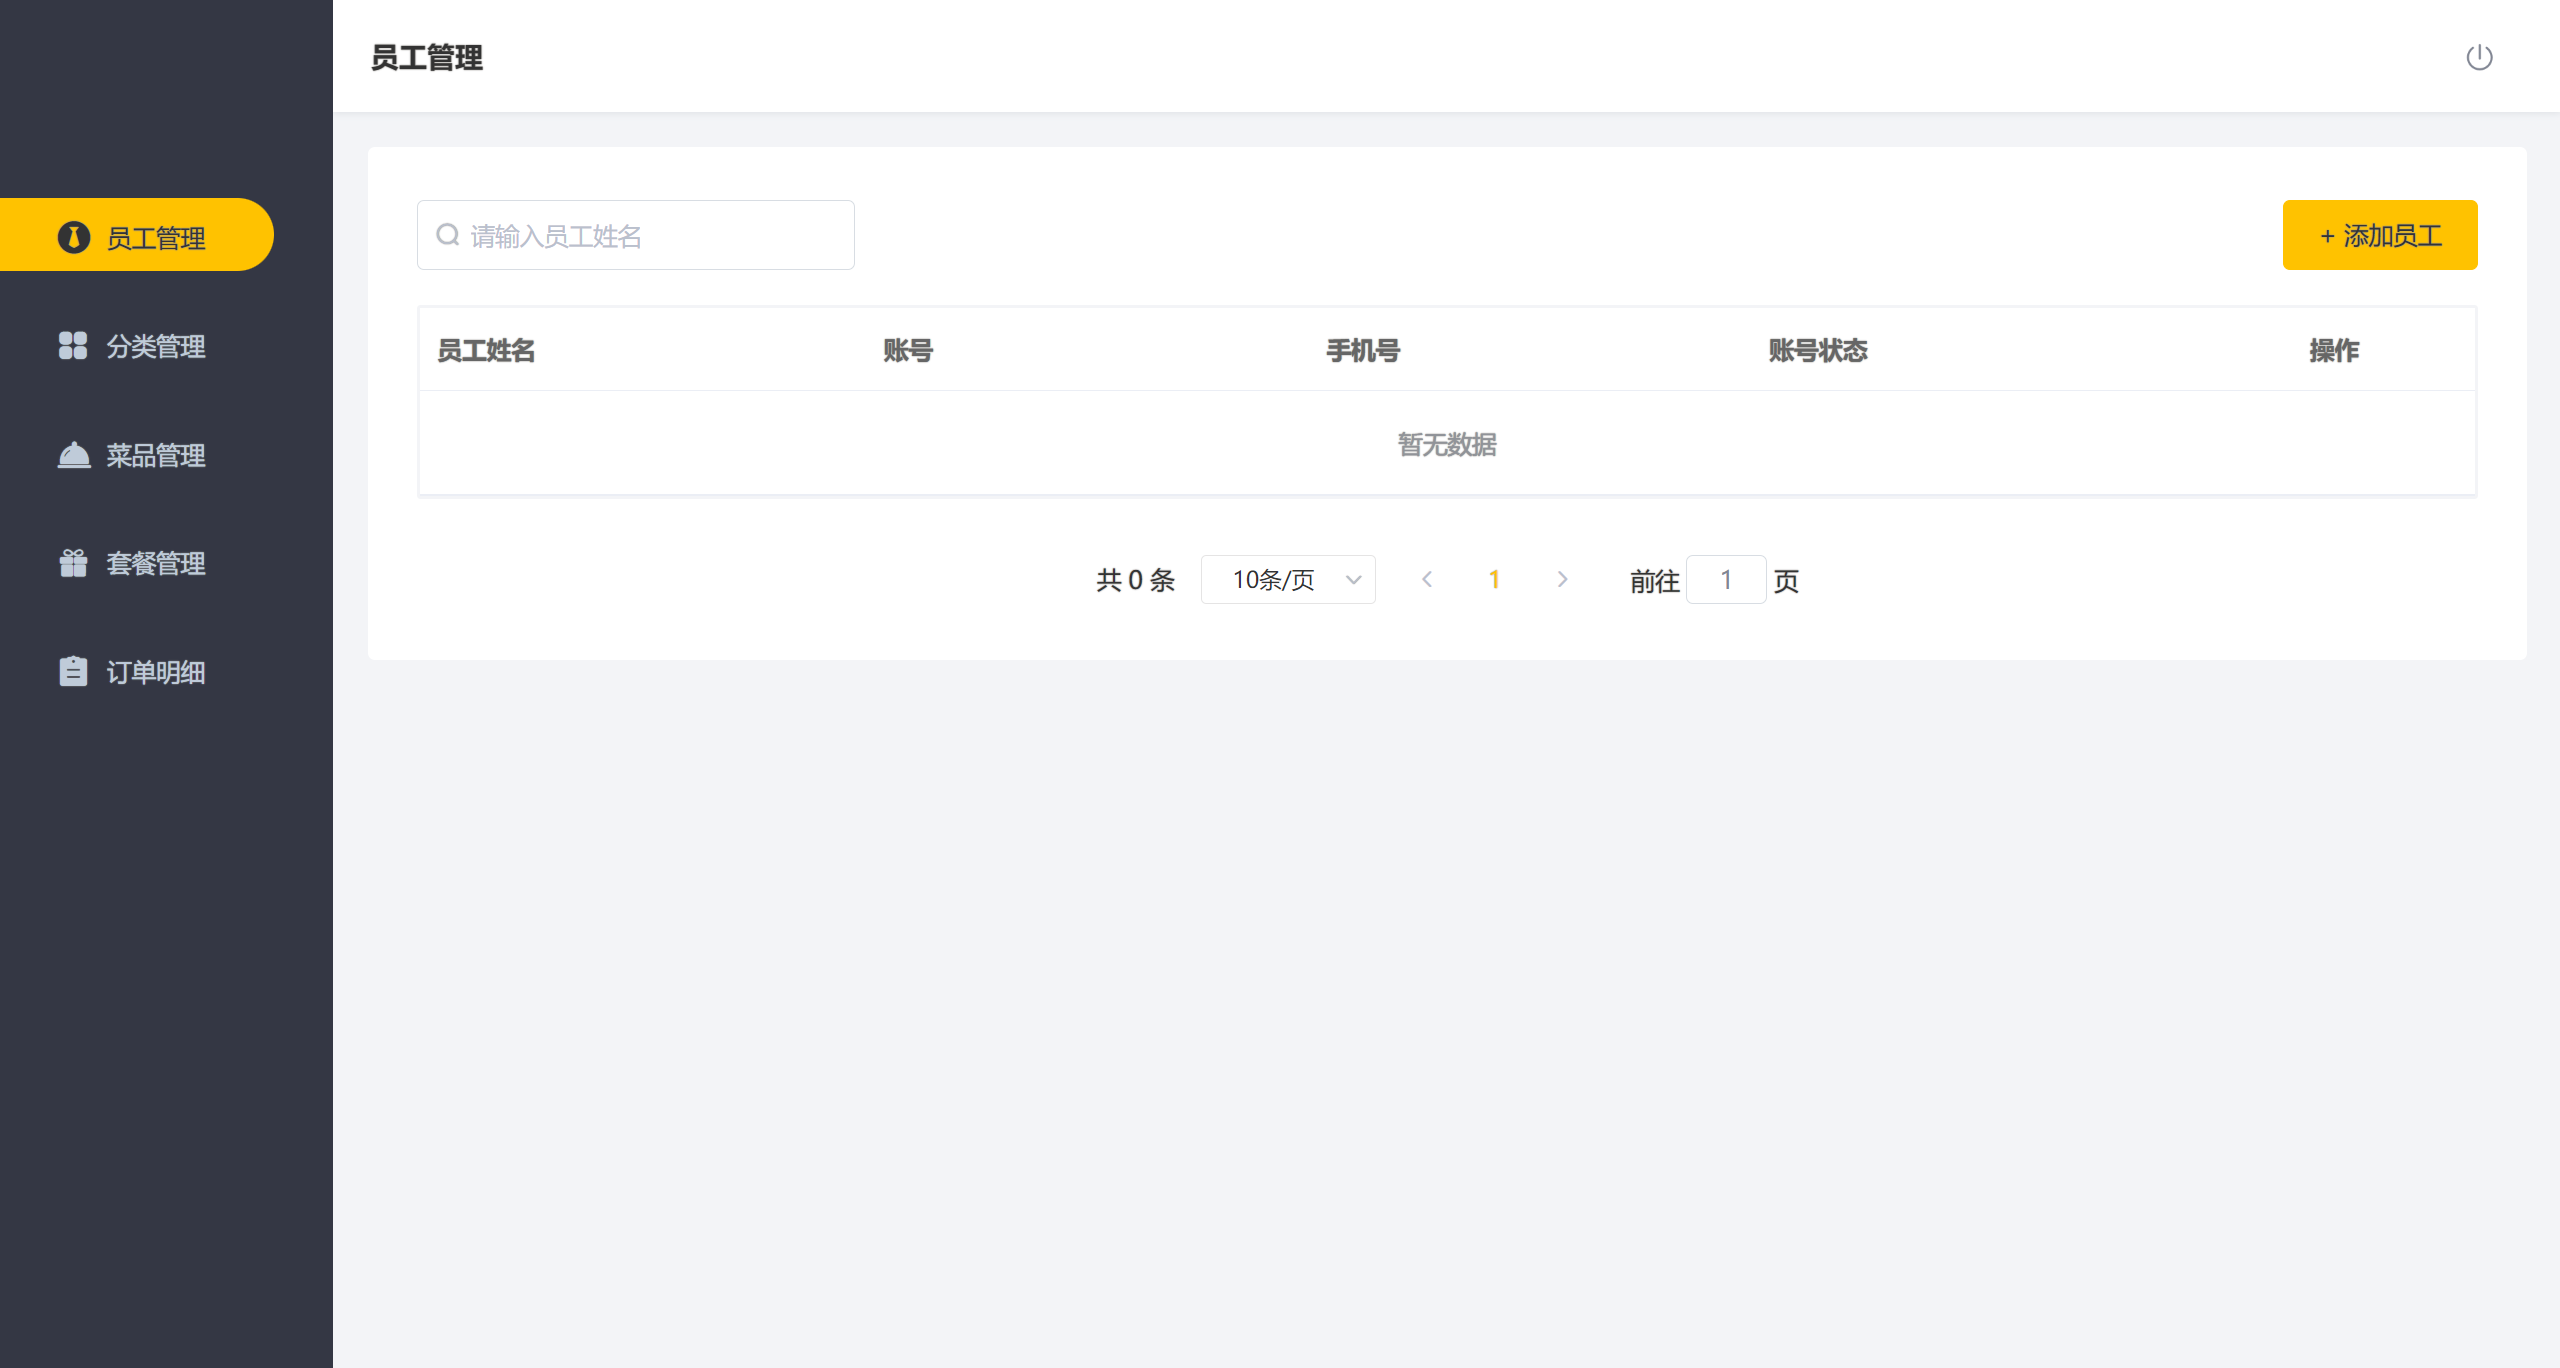 员工管理
分类管理
菜品管理
套餐管理
订单明细
员工管理
请输入员工姓名
+ 添加员工
员工姓名 账号 手机号 账号状态 操作
暂无数据
共 0 条 10条/页 1 前往 1 页